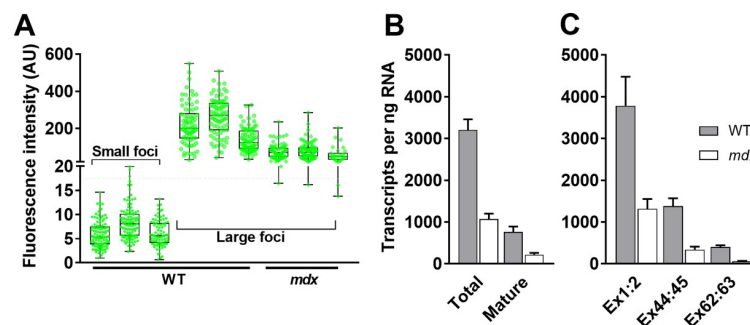 A
Fluorescence intensity (AU)
600
400
200
20
15
10
5
0
Small foci
Large foci
WT
mdx
B
Transcripts per ng RNA
5000
4000
3000
2000
1000
0
Total
Mature
C
5000
4000
3000
2000
1000
0
Ex1:2
Ex44:45
Ex62:63
WT